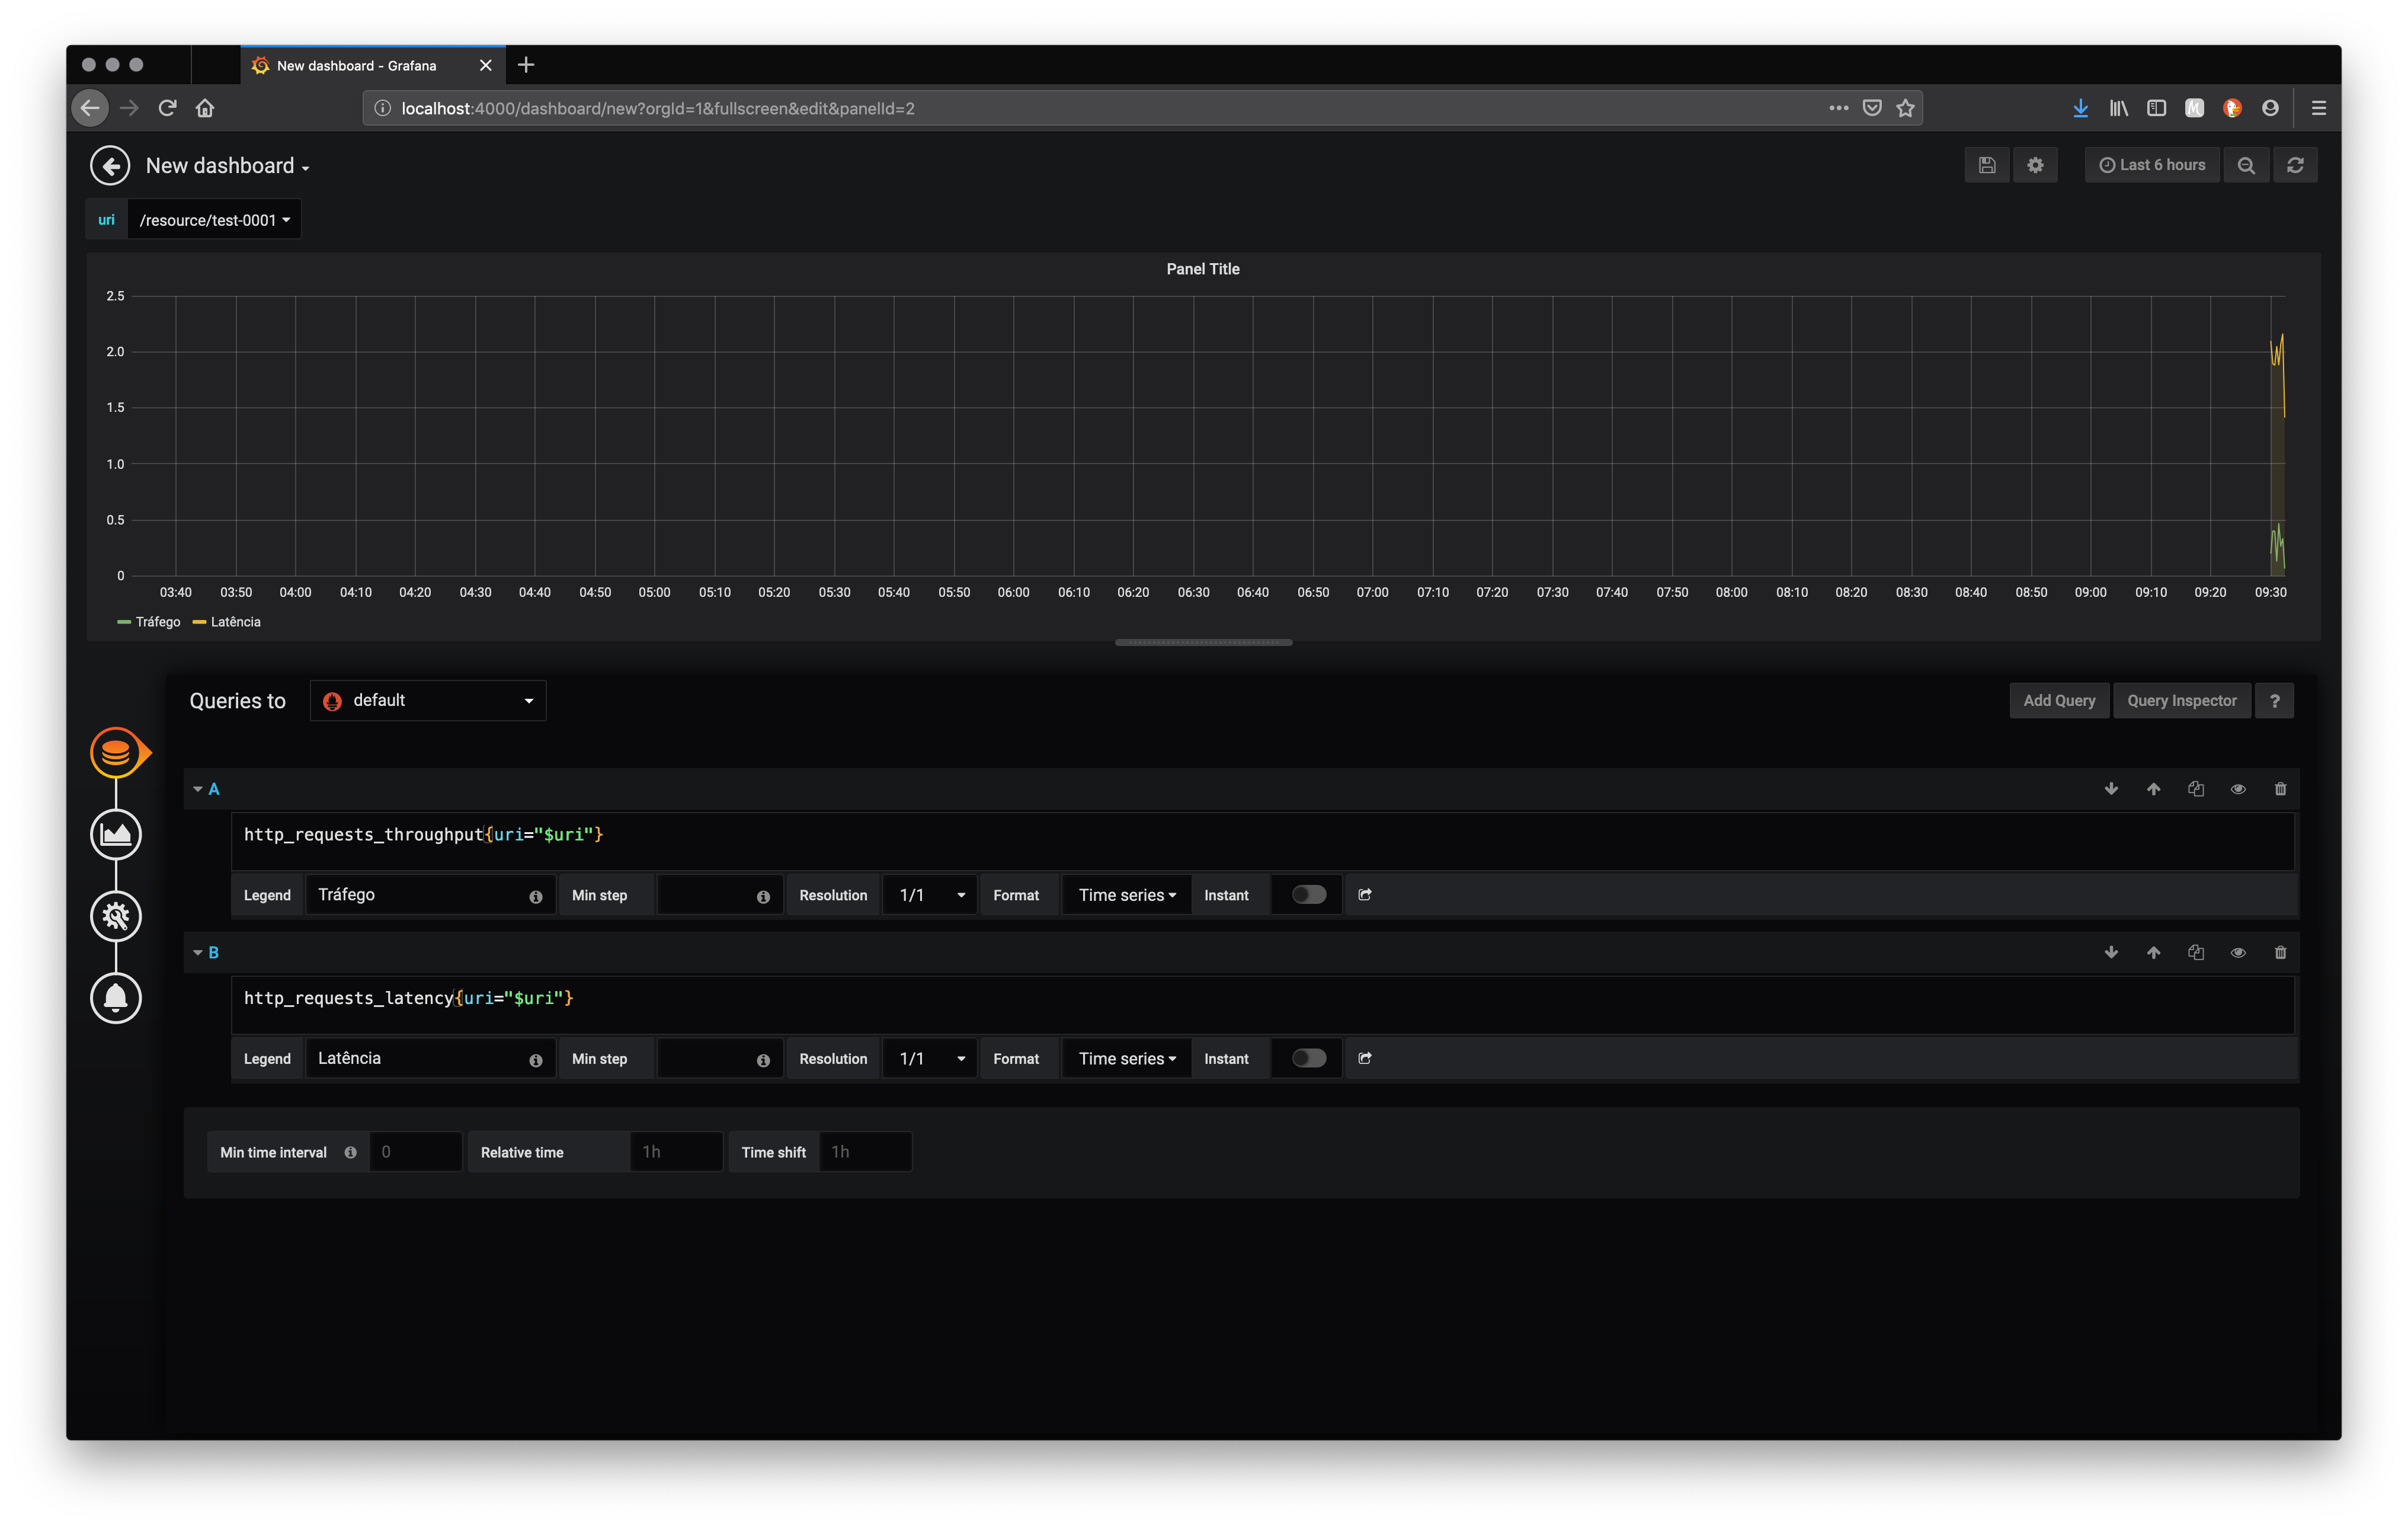 New dashboard - Grafana
localhost:4000/dashboard/new?orgId=1&fullscreen&edit&panelId=2
New dashboard
Last 6 hours
uri /resource/test-0001
Panel Title
2.5
2.0
1.5
1.0
0.5
0
03:40 03:50 04:00 04:10 04:20 04:30 04:40 04:50 05:00 05:10 05:20 05:30 05:40 05:50 06:00 06:10 06:20 06:30 06:40 06:50 07:00 07:10 07:20 07:30 07:40 07:50 08:00 08:10 08:20 08:30 08:40 08:50 09:00 09:10 09:20 09:30
Tráfego Latência
Queries to default Add Query Query Inspector ?
A
http_requests_throughput{uri="$uri"}
Legend Tráfego Min step Resolution 1/1 Format Time series Instant
B
http_requests_latency{uri="$uri"}
Legend Latência Min step Resolution 1/1 Format Time series Instant
Min time interval 0 Relative time 1h Time shift 1h